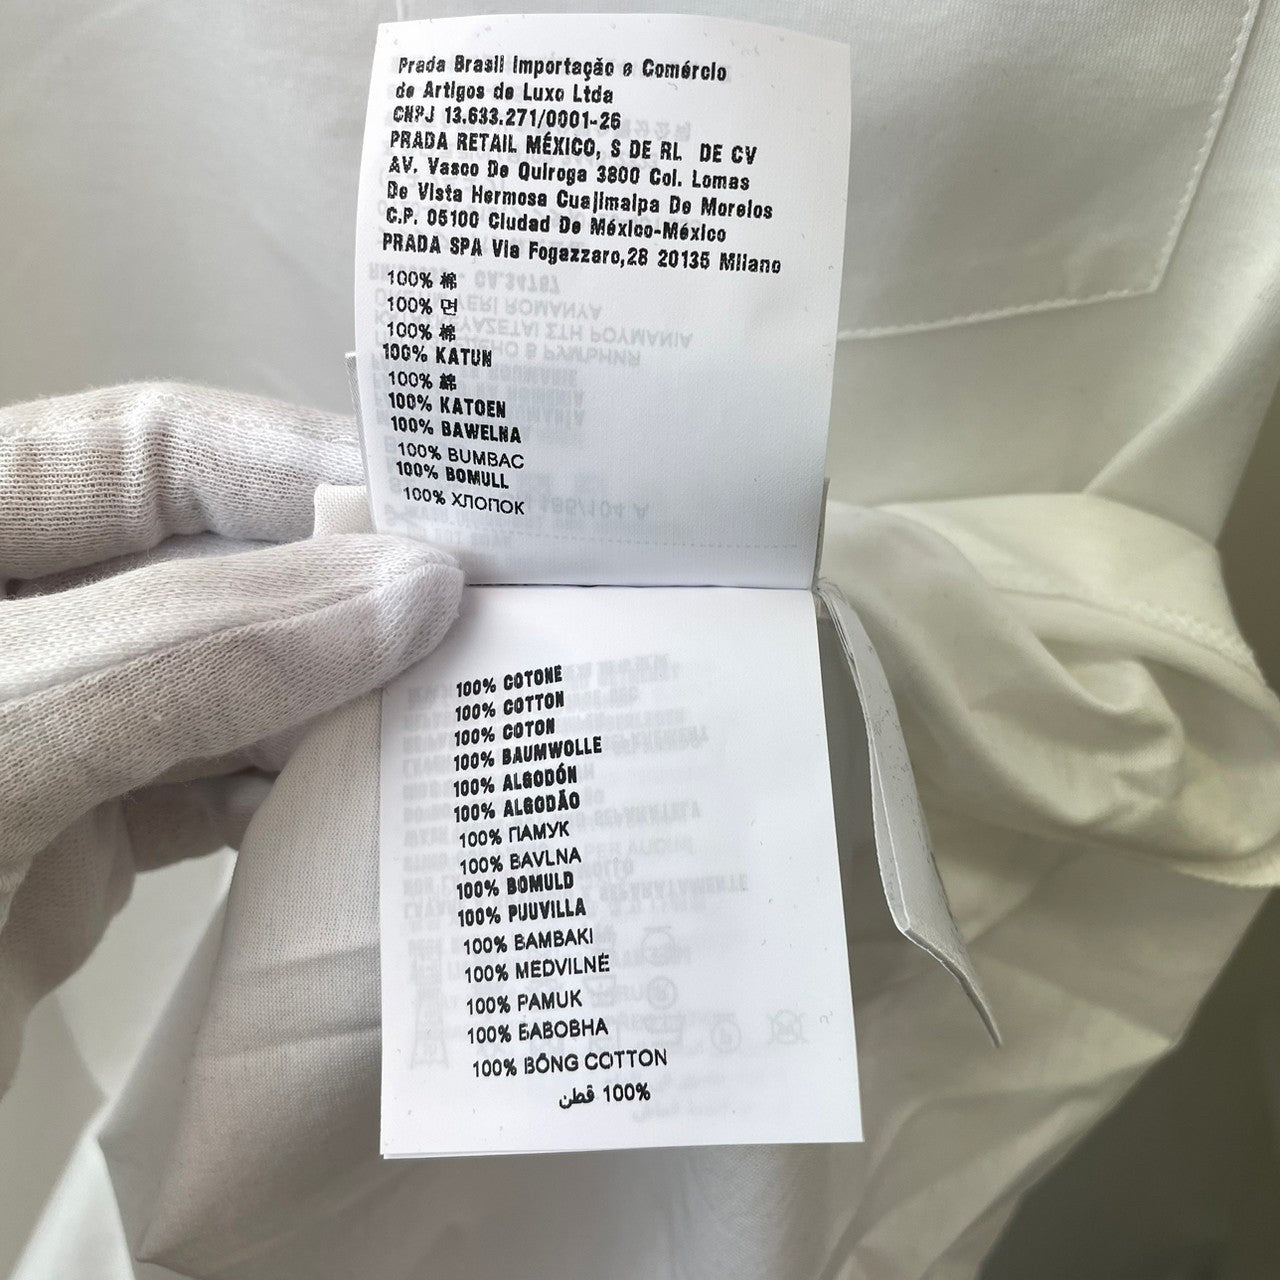 Prada Brasil Importação e Comércio
de Artigos de Luxo Ltda
CNPJ 13.633.271/0001-26
PRADA RETAIL MÉXICO, S DE RL DE CV
AV. Vasco De Quiroga 3800 Col. Lomas
De Vista Hermosa Cuajimalpa De Morelos
C.P. 05100 Ciudad De México-México
PRADA SPA Via Fogazzaro,28 20135 Milano
100% 棉
100% 면
100% 棉
100% KATUN
100% 綿
100% KATOEN
100% BAWEŁNA
100% BUMBAC
100% BOMULL
100% ХЛОПОК
100% COTONE
100% COTTON
100% COTON
100% BAUMWOLLE
100% ALGODÓN
100% ALGODÃO
100% ПАМУК
100% BAVLNA
100% BOMULD
100% PUUVILLA
100% ΒΑΜΒΑΚΙ
100% MEDVILNĖ
100% PAMUK
100% БАВОВНА
100% BÔNG COTTON
100% قطن